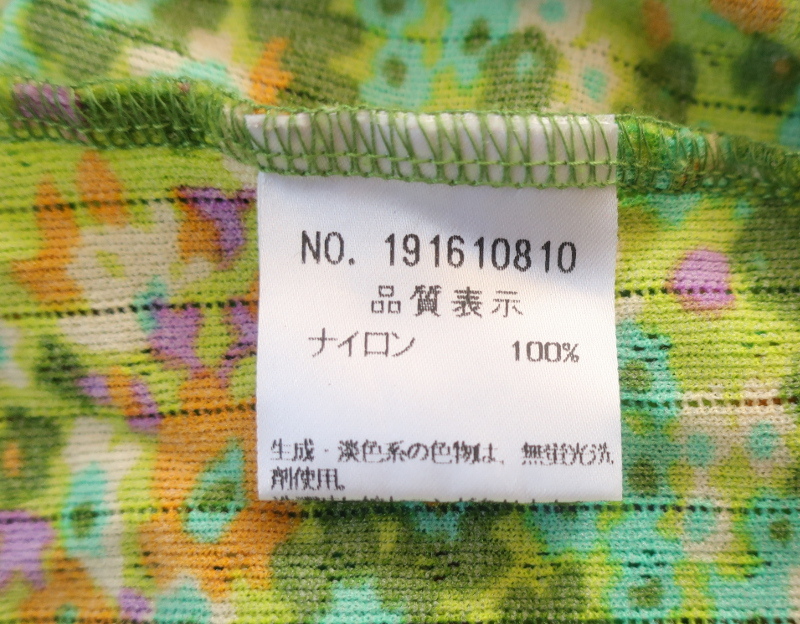 NO. 191610810
品質表示
ナイロン 100%
生成・淡色系の色物は、無蛍光洗
剤使用。